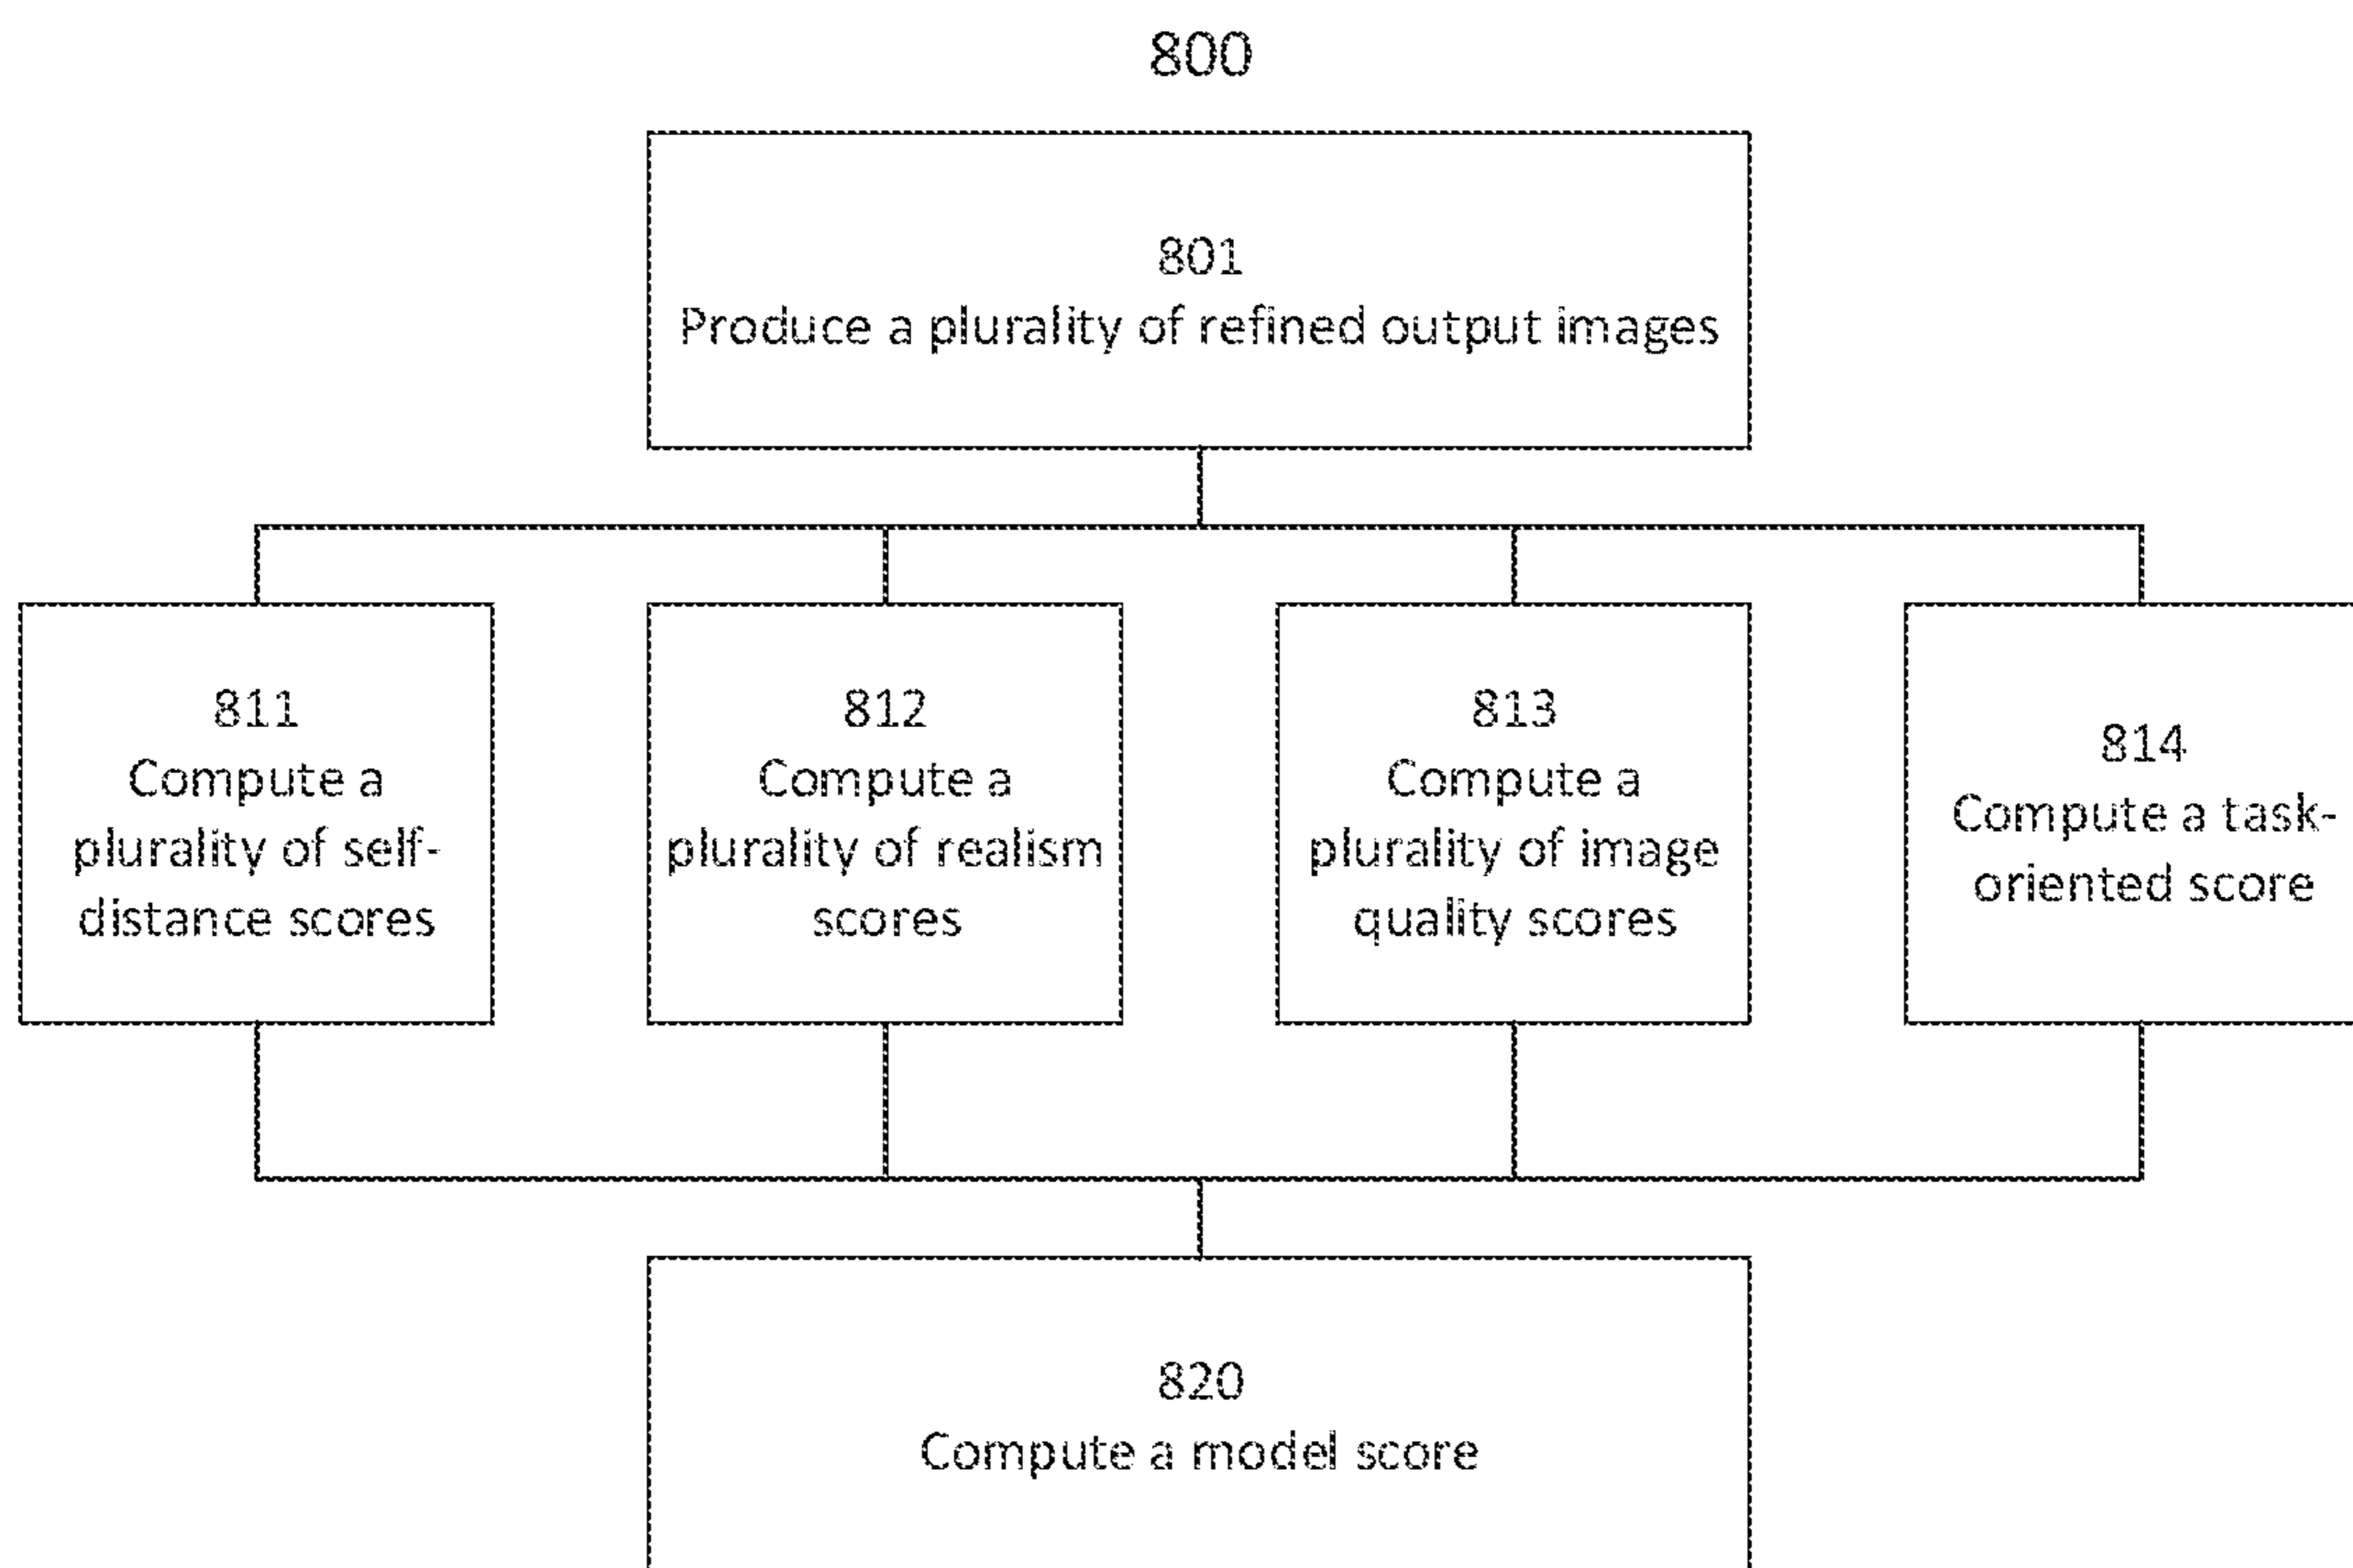 800
801
Produce a plurality of refined output images
811
Compute a
plurality of self-
distance scores
812
Compute a
plurality of realism
scores
813
Compute a
plurality of image
quality scores
814
Compute a task-
oriented score
820
Compute a model score